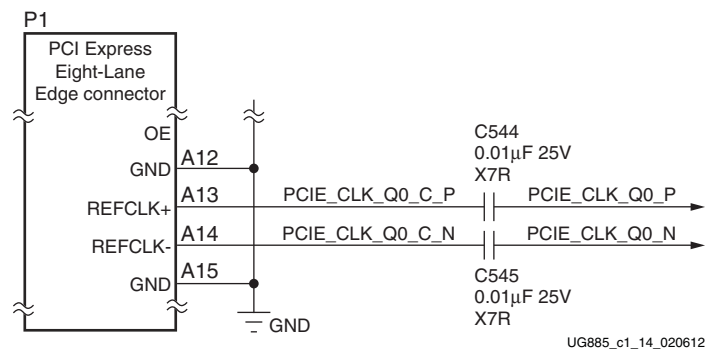 P1
PCI Express
Eight-Lane
Edge connector
OE
GND
A12
REFCLK+
A13
PCIE_CLK_Q0_C_P
C544
0.01μF 25V
X7R
PCIE_CLK_Q0_P
REFCLK-
A14
PCIE_CLK_Q0_C_N
PCIE_CLK_Q0_N
GND
A15
C545
0.01μF 25V
X7R
GND
UG885_c1_14_020612